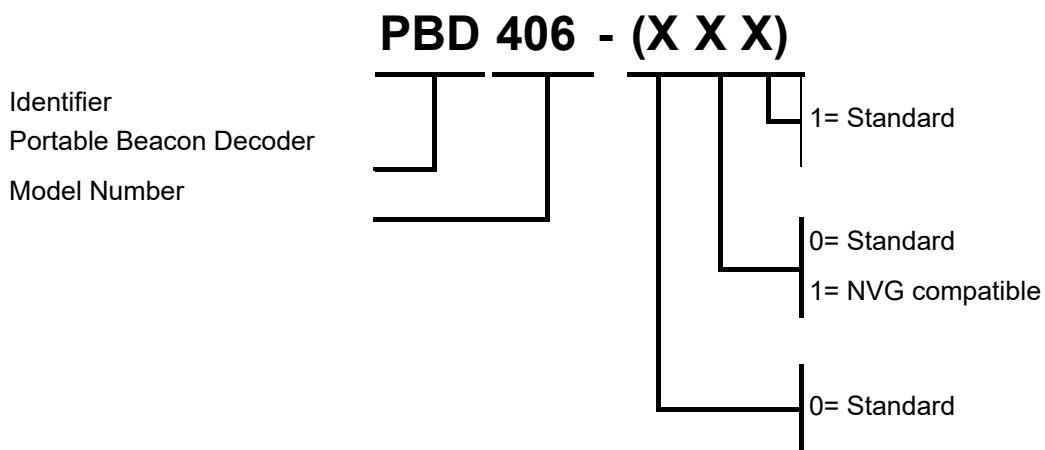 PBD 406 - (X X X)
Identifier
Portable Beacon Decoder
Model Number
1= Standard
0= Standard
1= NVG compatible
0= Standard